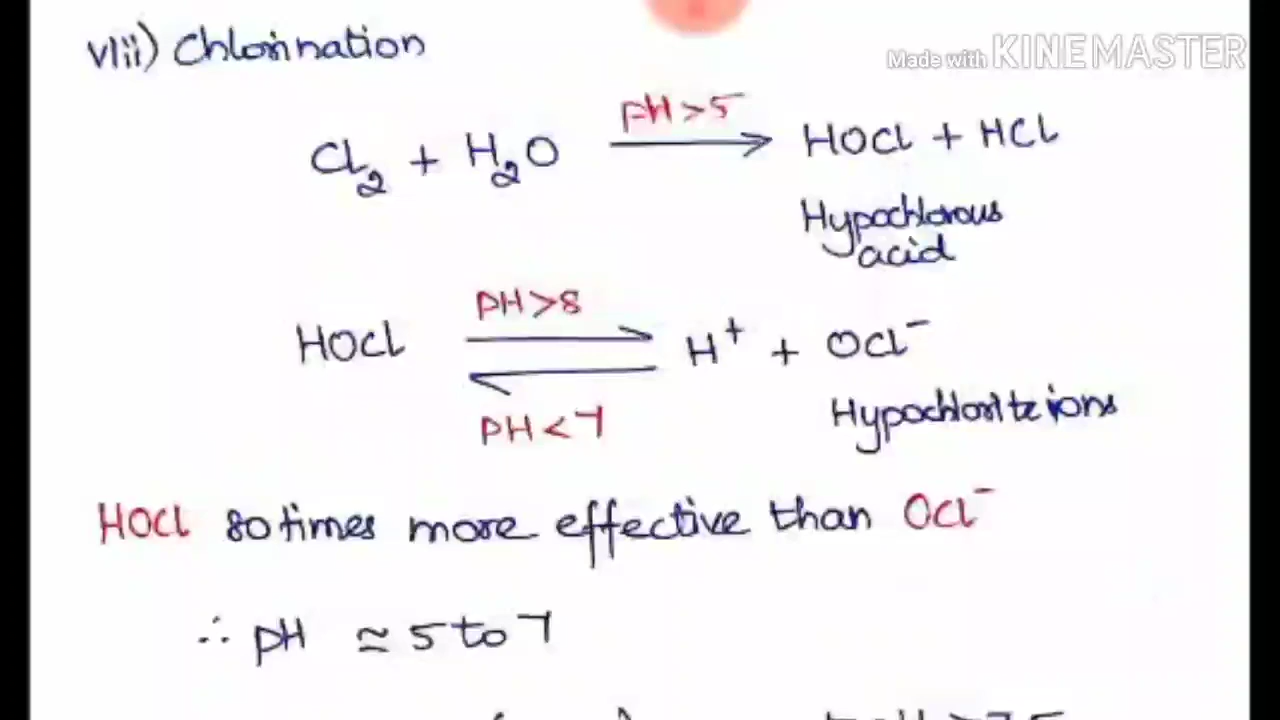 viii) Chlorination
Made with KINEMASTER
pH>5
Cl2 + H2O → HOCl + HCl
Hypochlorous
acid
pH>8
HOCl ⇌ H+ + OCl-
pH<7
Hypochlorite ions
HOCl 80 times more effective than OCl-
∴ pH ≃ 5 to 7